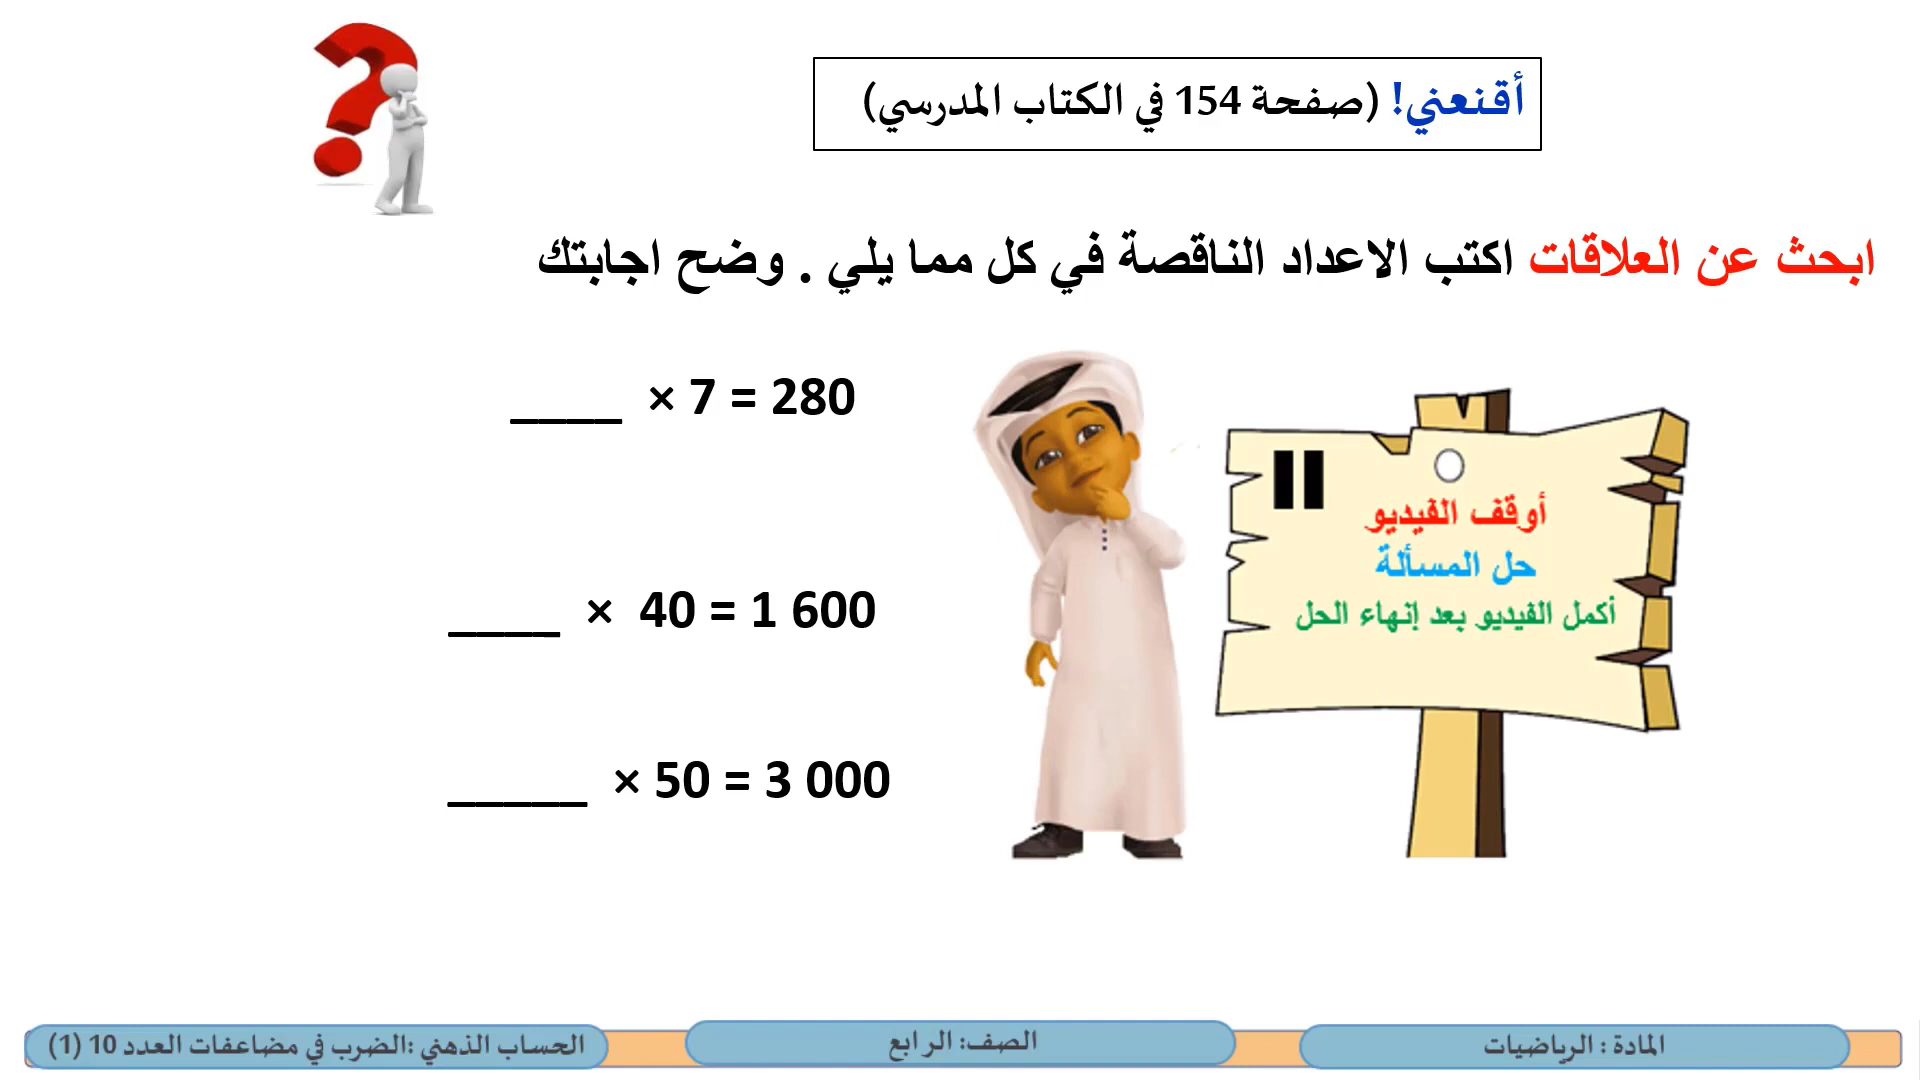 أقنعني! (صفحة 154 في الكتاب المدرسي)
ابحث عن العلاقات اكتب الاعداد الناقصة في كل مما يلي . وضح اجابتك
____ × 7 = 280
أوقف الفيديو
حل المسألة
أكمل الفيديو بعد إنهاء الحل
____ × 40 = 1 600
_____ × 50 = 3 000
المادة : الرياضيات
الصف: الرابع
الحساب الذهني :الضرب في مضاعفات العدد 10 (1)